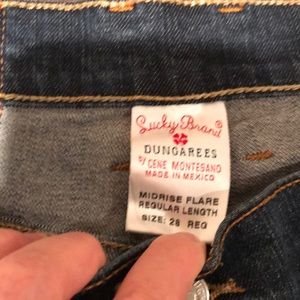 Lucky Brand
DUNGAREES
BY GENE MONTESANO
MADE IN MEXICO
MIDRISE FLARE
REGULAR LENGTH
SIZE: 28 REG